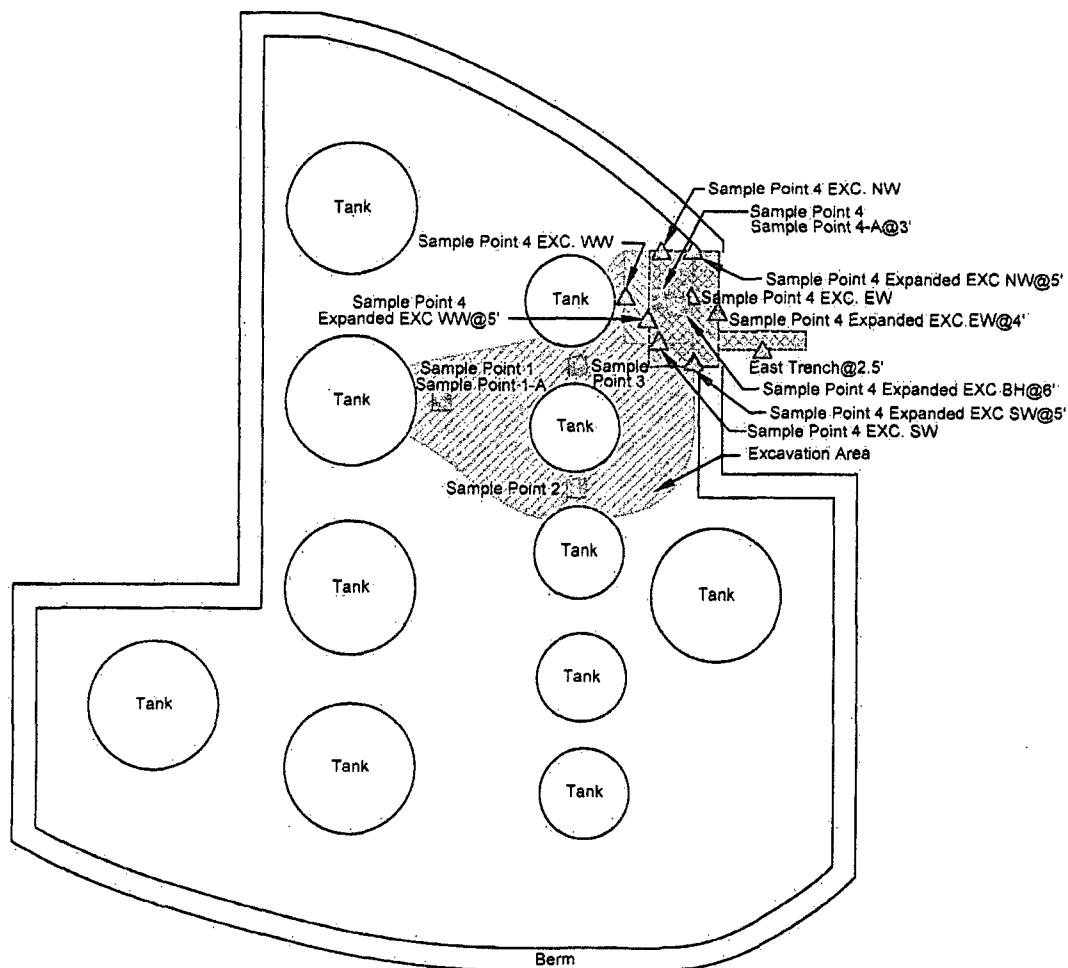 Tank
Sample Point 4 EXC. NW
Sample Point 4
Sample Point 4-A@3'
Sample Point 4 EXC. WW
Sample Point 4 Expanded EXC NW@5'
Tank
Sample Point 4 EXC. EW
Sample Point 4
Expanded EXC WW@5'
Sample Point 4 Expanded EXC.EW@4'
East Trench@2.5'
Sample Point 1
Sample Point 1-A
Sample
Point 3
Sample Point 4 Expanded EXC BH@6'
Tank
Sample Point 4 Expanded EXC SW@5'
Tank
Sample Point 4 EXC. SW
Excavation Area
Sample Point 2
Tank
Tank
Tank
Tank
Tank
Tank
Tank
Berm